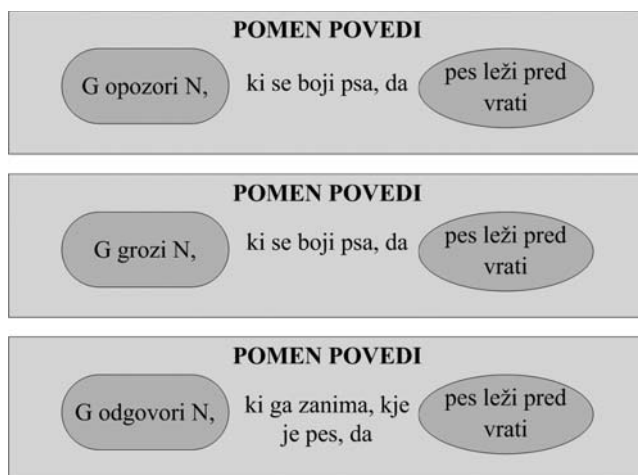 POMEN POVEDI
G opozori N,
ki se boji psa, da
pes leži pred
vrati
POMEN POVEDI
G grozi N,
ki se boji psa, da
pes leži pred
vrati
POMEN POVEDI
G odgovori N,
ki ga zanima, kje
je pes, da
pes leži pred
vrati